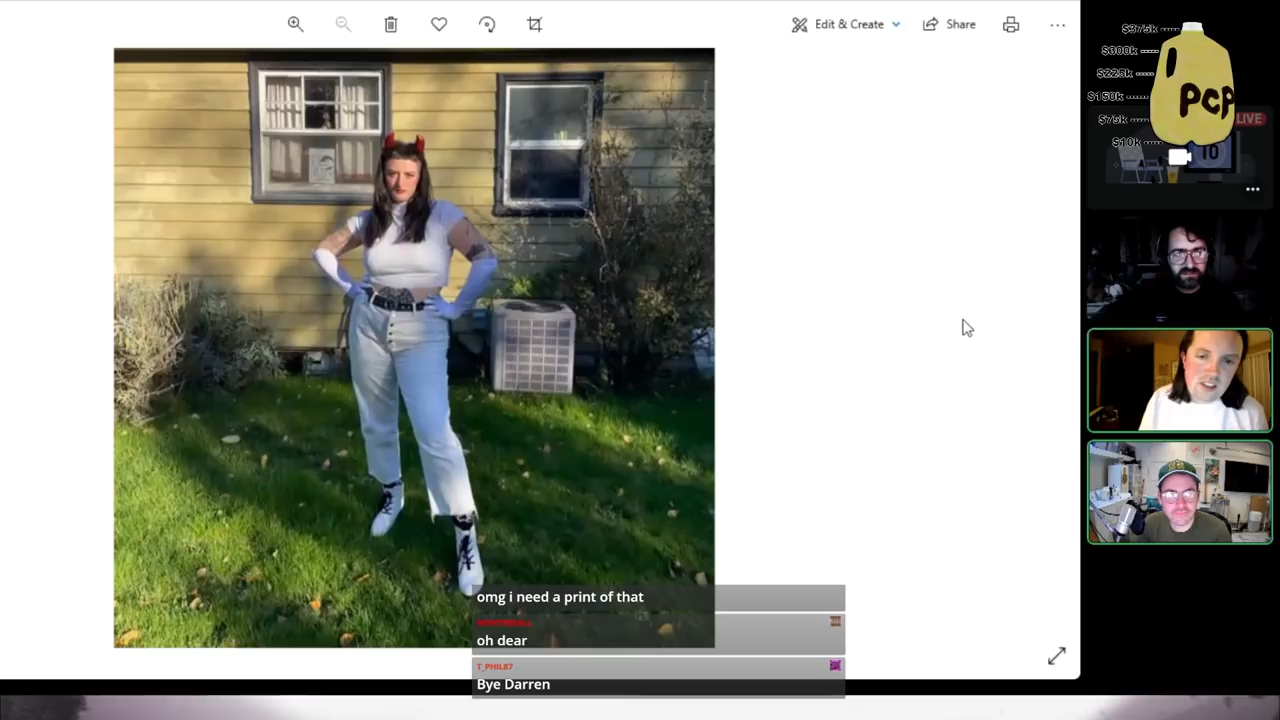 Edit & Create
Share
$375k
$300k
$225k
$150k
$75k
$10k
PCP
LIVE
10
omg i need a print of that
oh dear
T_PHIL87
Bye Darren